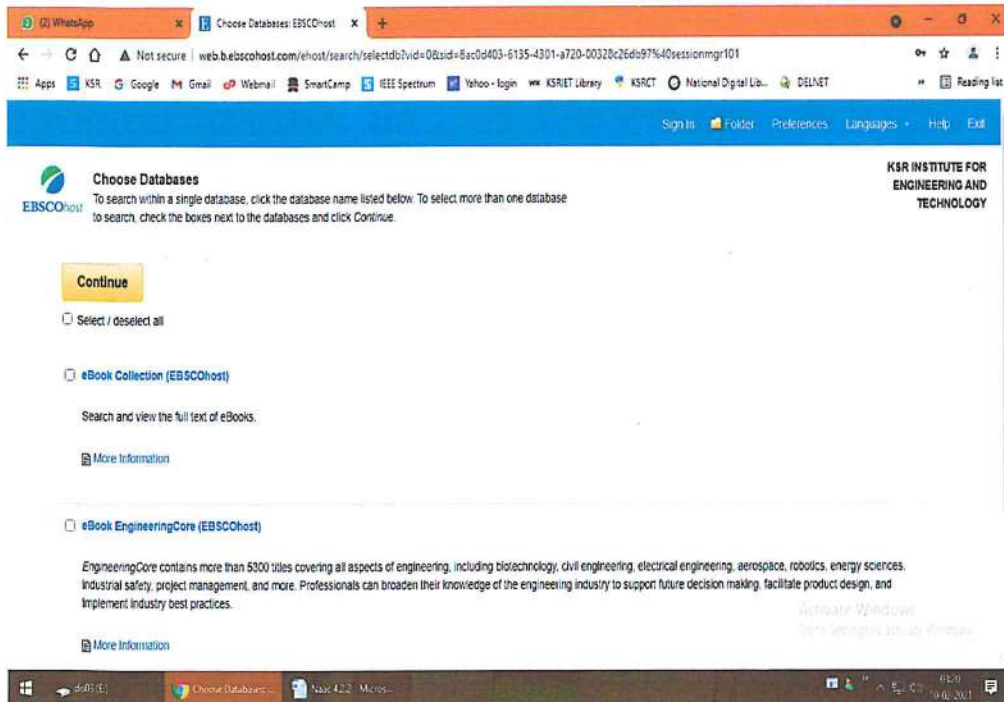 (2) WhatsApp
Choose Databases: EBSCOhost
Not secure | web.b.ebscohost.com/ehost/search/selectdb?vid=0&sid=8ac0d403-6135-4301-a720-00328c26db97%40sessionmgr101
Apps KSR Google Gmail Webmail SmartCamp IEEE Spectrum Yahoo - login KSRIET Library KSRCT National Digital Lib... DELNET » Reading list
Sign In Folder Preferences Languages Help Exit
KSR INSTITUTE FOR
ENGINEERING AND
TECHNOLOGY
EBSCOhost
Choose Databases
To search within a single database, click the database name listed below. To select more than one database
to search, check the boxes next to the databases and click Continue.
Continue
Select / deselect all
eBook Collection (EBSCOhost)
Search and view the full text of eBooks.
More Information
eBook EngineeringCore (EBSCOhost)
EngineeringCore contains more than 5300 titles covering all aspects of engineering, including biotechnology, civil engineering, electrical engineering, aerospace, robotics, energy sciences,
industrial safety, project management, and more. Professionals can broaden their knowledge of the engineering industry to support future decision making, facilitate product design, and
implement industry best practices.
More Information
Activate Windows
Choose Databases: ... Naac 4.2.2 - Micros...
10-02-2021